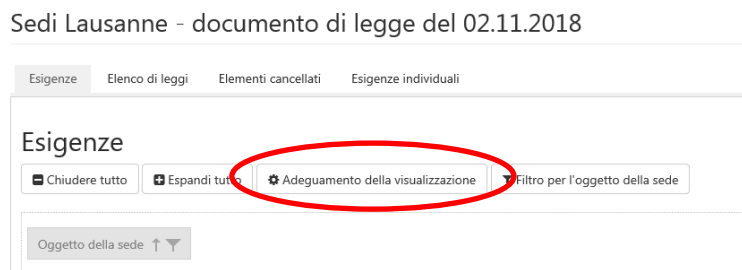 Sedi Lausanne - documento di legge del 02.11.2018
Esigenze Elenco di leggi Elementi cancellati Esigenze individuali
Esigenze
Chiudere tutto Espandi tutto Adeguamento della visualizzazione Filtro per l'oggetto della sede
Oggetto della sede